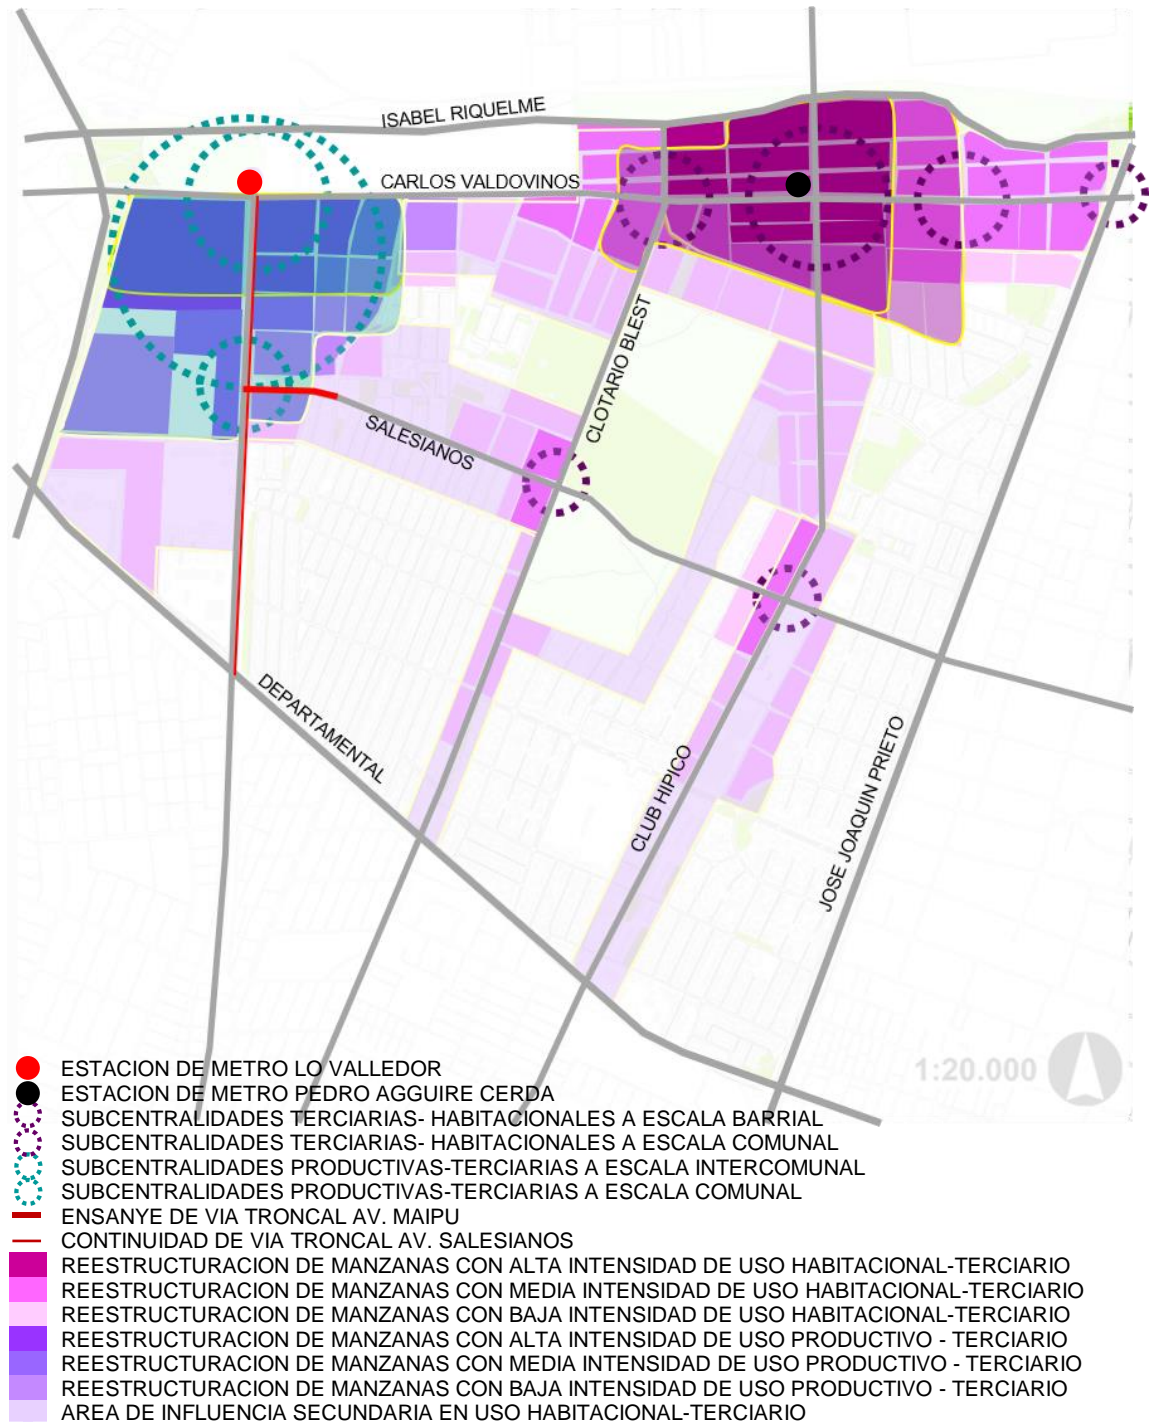 ISABEL RIQUELME
CARLOS VALDOVINOS
CLOTARIO BLEST
SALESIANOS
DEPARTAMENTAL
CLUB HIPICO
JOSE JOAQUIN PRIETO
1:20.000
ESTACION DE METRO LO VALLEDOR
ESTACION DE METRO PEDRO AGGUIRE CERDA
SUBCENTRALIDADES TERCIARIAS- HABITACIONALES A ESCALA BARRIAL
SUBCENTRALIDADES TERCIARIAS- HABITACIONALES A ESCALA COMUNAL
SUBCENTRALIDADES PRODUCTIVAS-TERCIARIAS A ESCALA INTERCOMUNAL
SUBCENTRALIDADES PRODUCTIVAS-TERCIARIAS A ESCALA COMUNAL
ENSANYE DE VIA TRONCAL AV. MAIPU
CONTINUIDAD DE VIA TRONCAL AV. SALESIANOS
REESTRUCTURACION DE MANZANAS CON ALTA INTENSIDAD DE USO HABITACIONAL-TERCIARIO
REESTRUCTURACION DE MANZANAS CON MEDIA INTENSIDAD DE USO HABITACIONAL-TERCIARIO
REESTRUCTURACION DE MANZANAS CON BAJA INTENSIDAD DE USO HABITACIONAL-TERCIARIO
REESTRUCTURACION DE MANZANAS CON ALTA INTENSIDAD DE USO PRODUCTIVO - TERCIARIO
REESTRUCTURACION DE MANZANAS CON MEDIA INTENSIDAD DE USO PRODUCTIVO - TERCIARIO
REESTRUCTURACION DE MANZANAS CON BAJA INTENSIDAD DE USO PRODUCTIVO - TERCIARIO
AREA DE INFLUENCIA SECUNDARIA EN USO HABITACIONAL-TERCIARIO